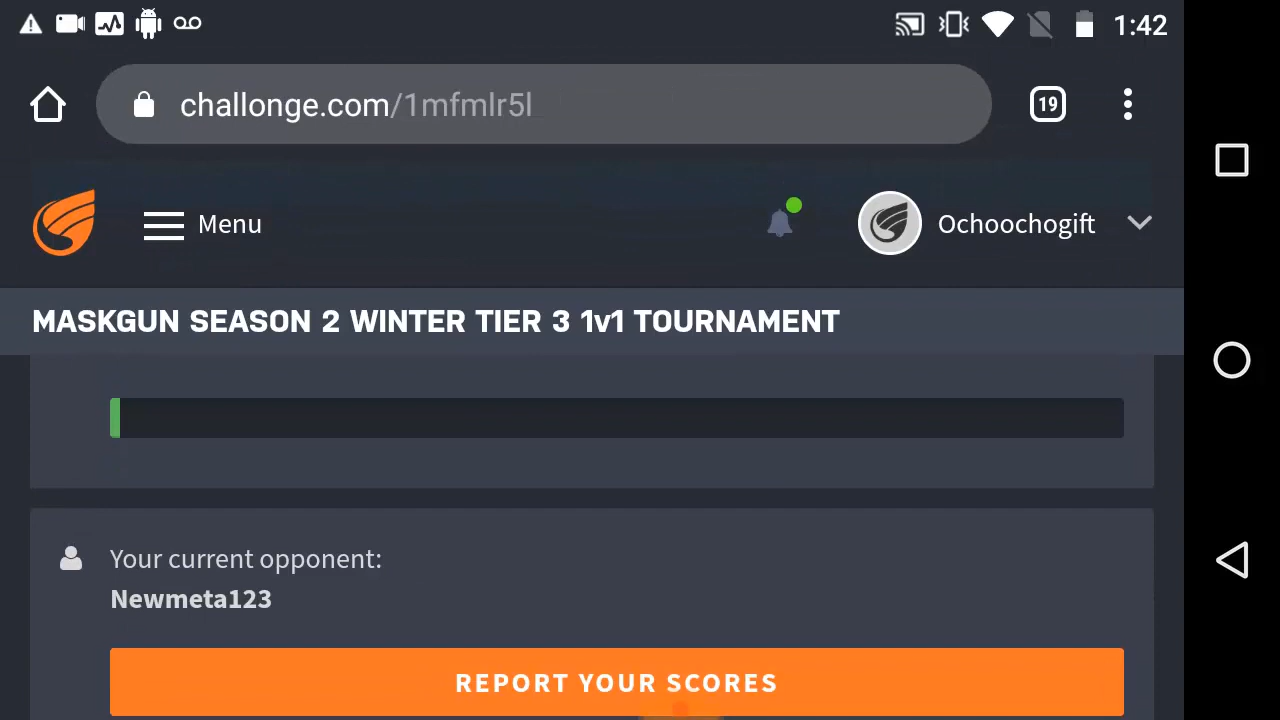 1:42
challonge.com/1mfmlr5l
19
Menu
Ochoochogift
MASKGUN SEASON 2 WINTER TIER 3 1v1 TOURNAMENT
Your current opponent:
Newmeta123
REPORT YOUR SCORES